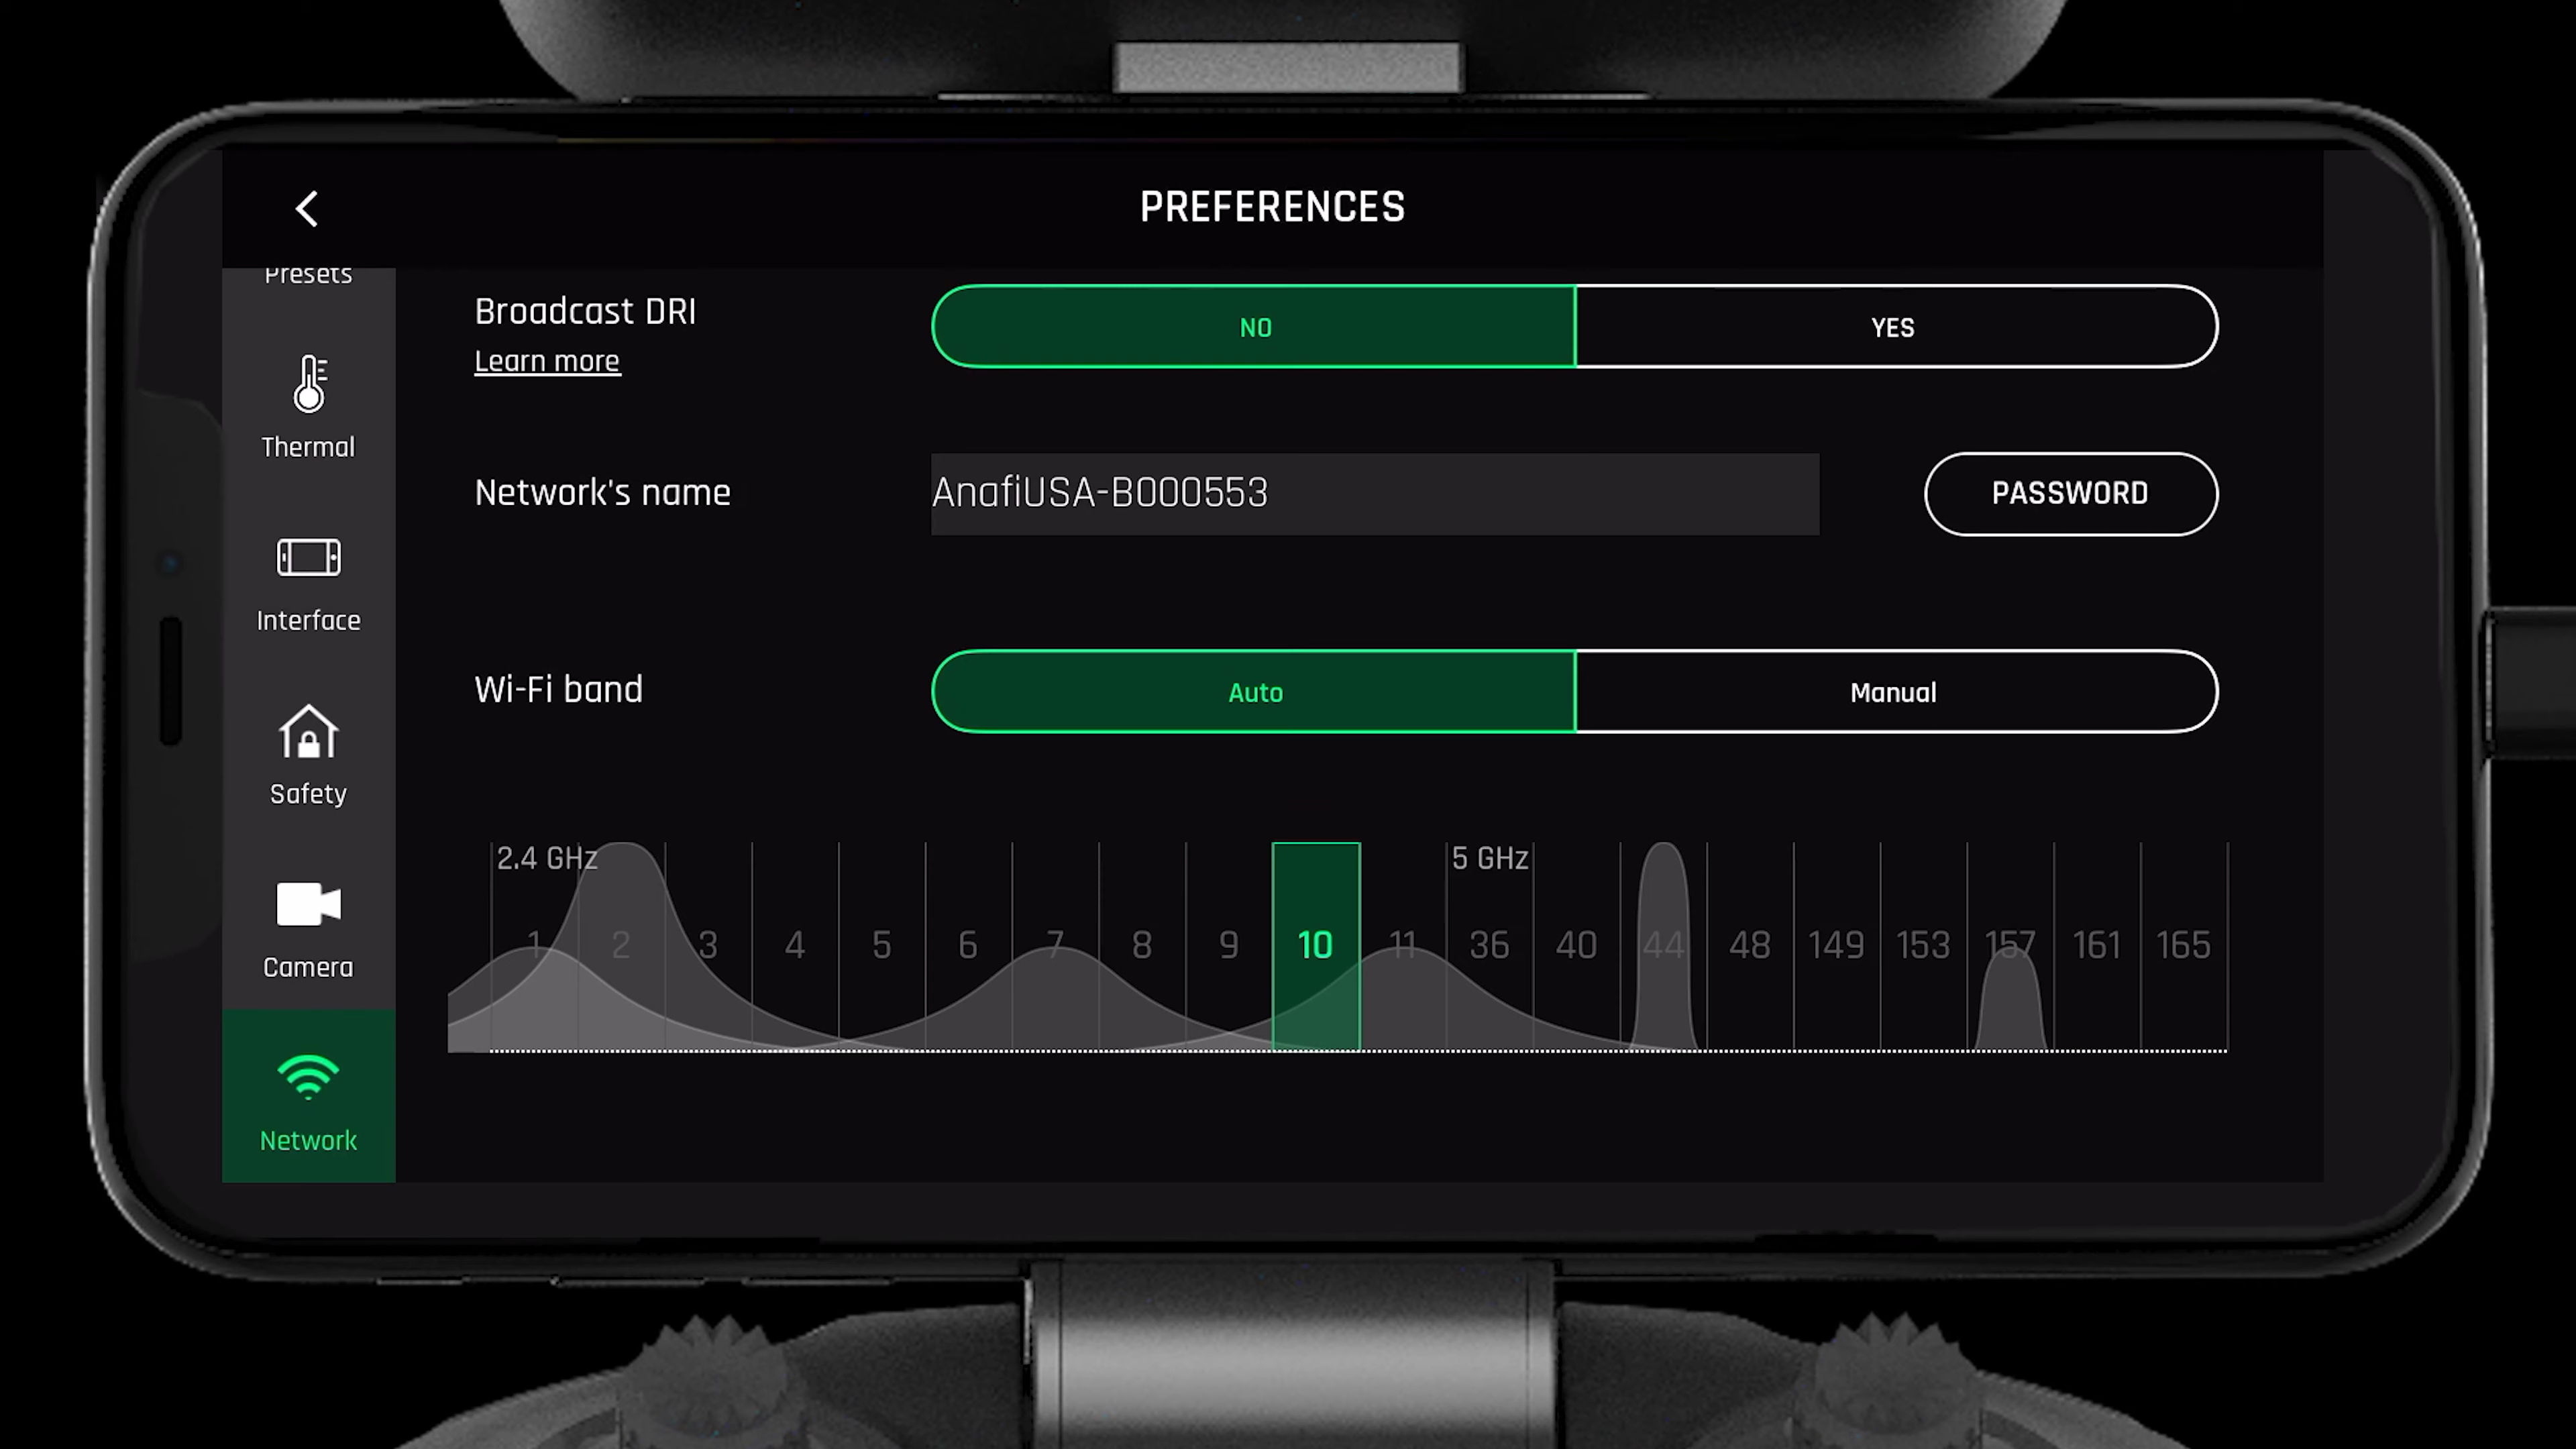 PREFERENCES
Presets
Thermal
Interface
Safety
Camera
Network
Broadcast DRI
Learn more
NO
YES
Network's name
AnafiUSA-B000553
PASSWORD
Wi-Fi band
Auto
Manual
2.4 GHz
5 GHz
1 2 3 4 5 6 7 8 9 10 11 36 40 44 48 149 153 157 161 165